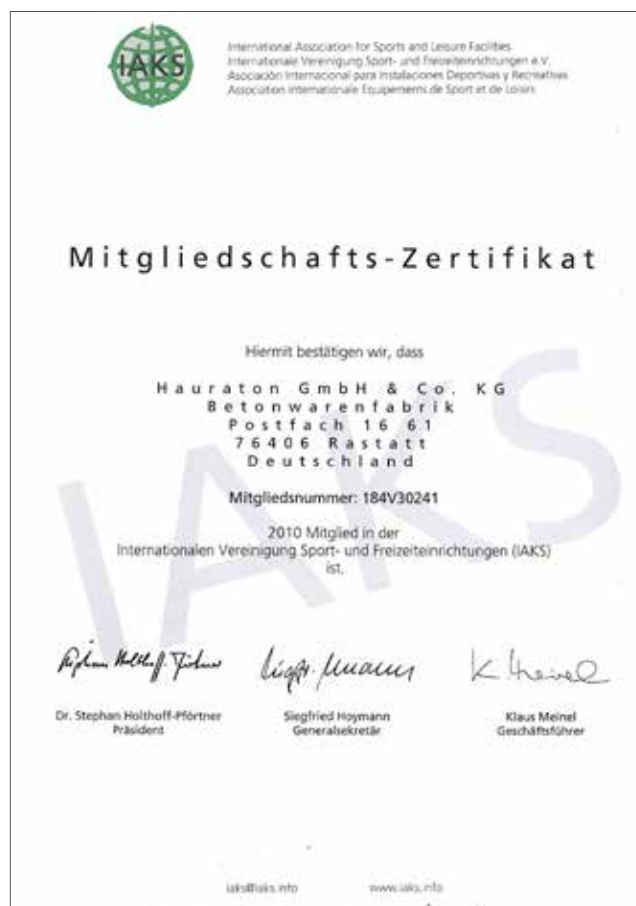 IAKS
International Association for Sports and Leisure Facilities
Internationale Vereinigung Sport- und Freizeiteinrichtungen e.V.
Asociación Internacional para Instalaciones Deportivas y Recreativas
Association Internationale Equipements de Sport et de Loisirs
Mitgliedschafts-Zertifikat
Hiermit bestätigen wir, dass
Hauraton GmbH & Co. KG
Betonwarenfabrik
Postfach 16 61
76406 Rastatt
Deutschland
Mitgliedsnummer: 184V30241
2010 Mitglied in der
Internationalen Vereinigung Sport- und Freizeiteinrichtungen (IAKS)
ist.
IAKS
Dr. Stephan Holthoff-Pförtner
Präsident
Siegfried Hoymann
Generalsekretär
Klaus Meinel
Geschäftsführer
iaks@iaks.info www.iaks.info